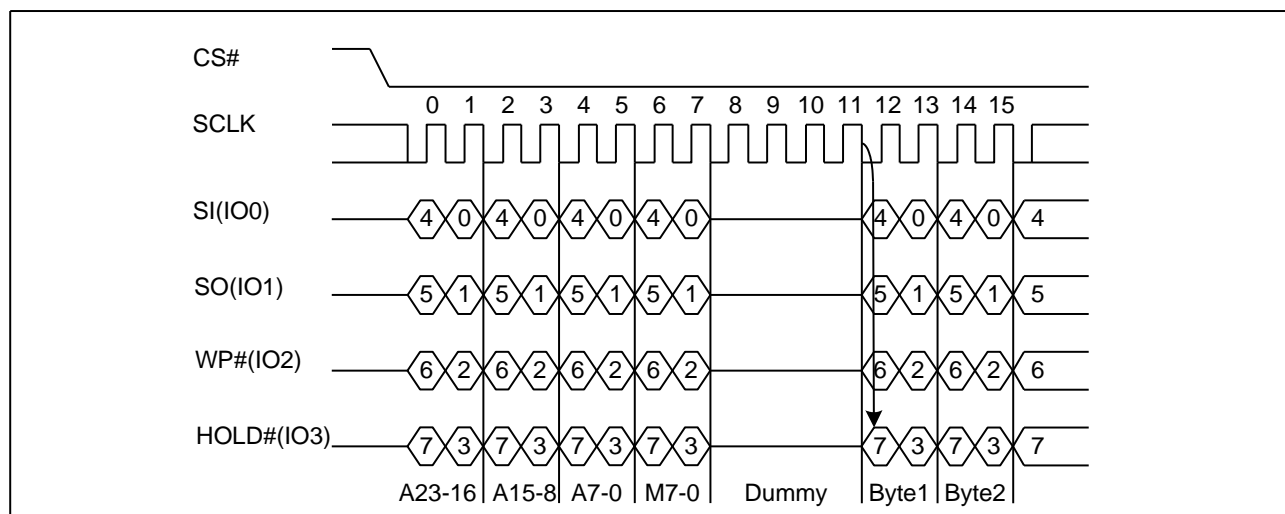 CS#
0 1 2 3 4 5 6 7 8 9 10 11 12 13 14 15
SCLK
SI(IO0) 4 0 4 0 4 0 4 0 4 0 4 0 4
SO(IO1) 5 1 5 1 5 1 5 1 5 1 5 1 5
WP#(IO2) 6 2 6 2 6 2 6 2 6 2 6 2 6
HOLD#(IO3) 7 3 7 3 7 3 7 3 7 3 7 3 7
A23-16 A15-8 A7-0 M7-0 Dummy Byte1 Byte2